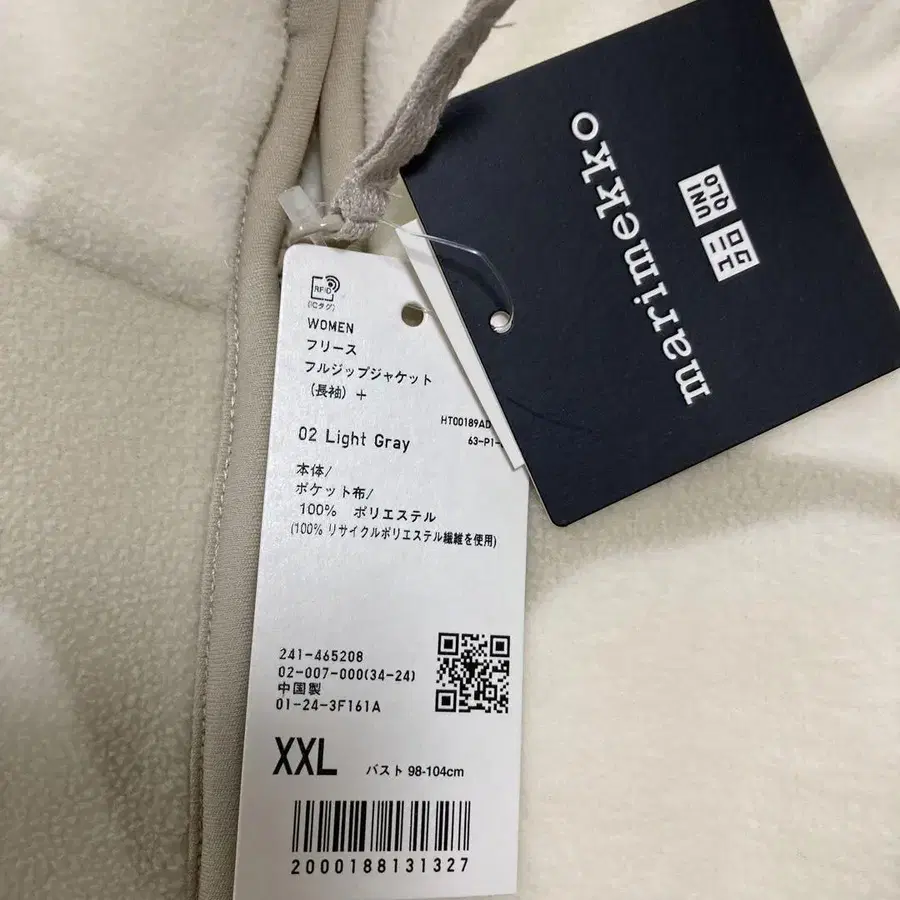 marimekko
UNI
QLO
ユニ
クロ
RFID
(ICタグ)
WOMEN
フリース
フルジップジャケット
(長袖) +
HT00189AD
63-P1-
02 Light Gray
本体/
ポケット布/
100% ポリエステル
(100% リサイクルポリエステル繊維を使用)
241-465208
02-007-000(34-24)
中国製
01-24-3F161A
XXL バスト 98-104cm
2000188131327